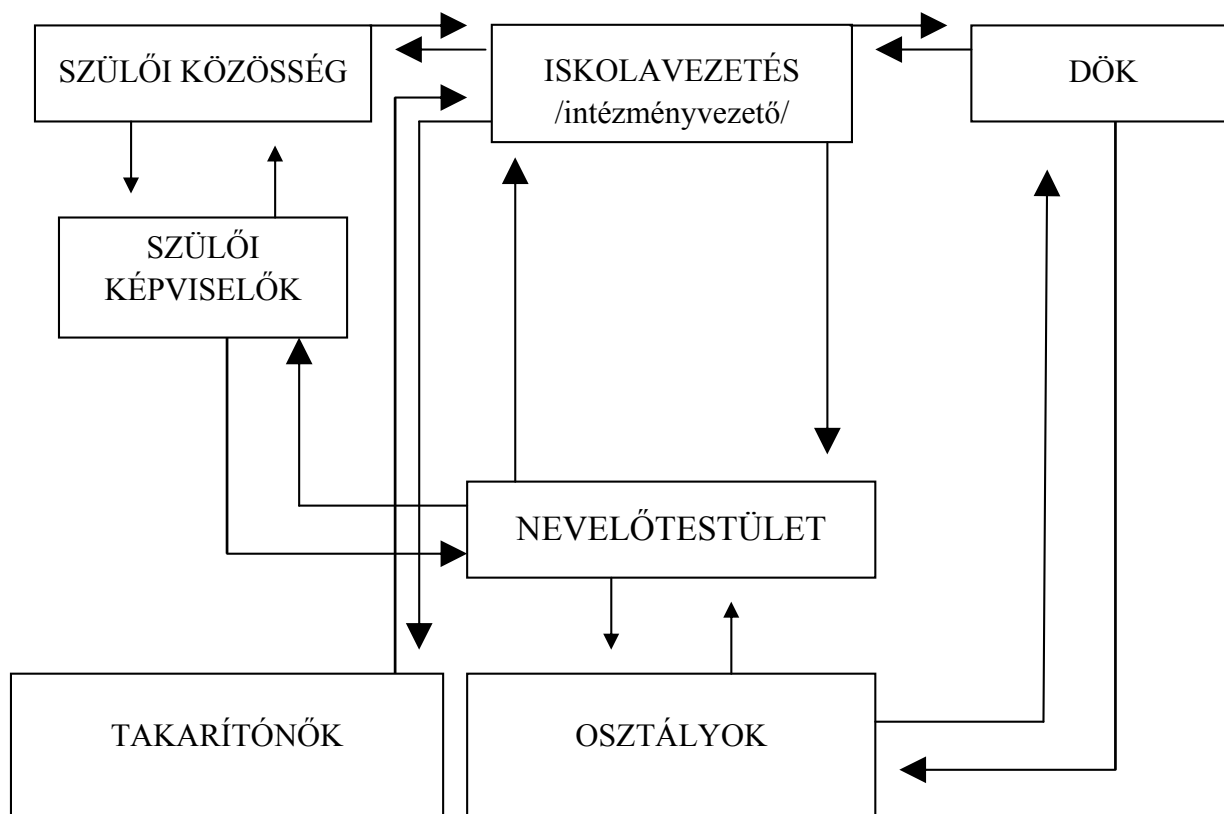 SZÜLŐI KÖZÖSSÉG
ISKOLAVEZETÉS
/intézményvezető/
DÖK
SZÜLŐI
KÉPVISELŐK
NEVELŐTESTÜLET
TAKARÍTÓNŐK
OSZTÁLYOK